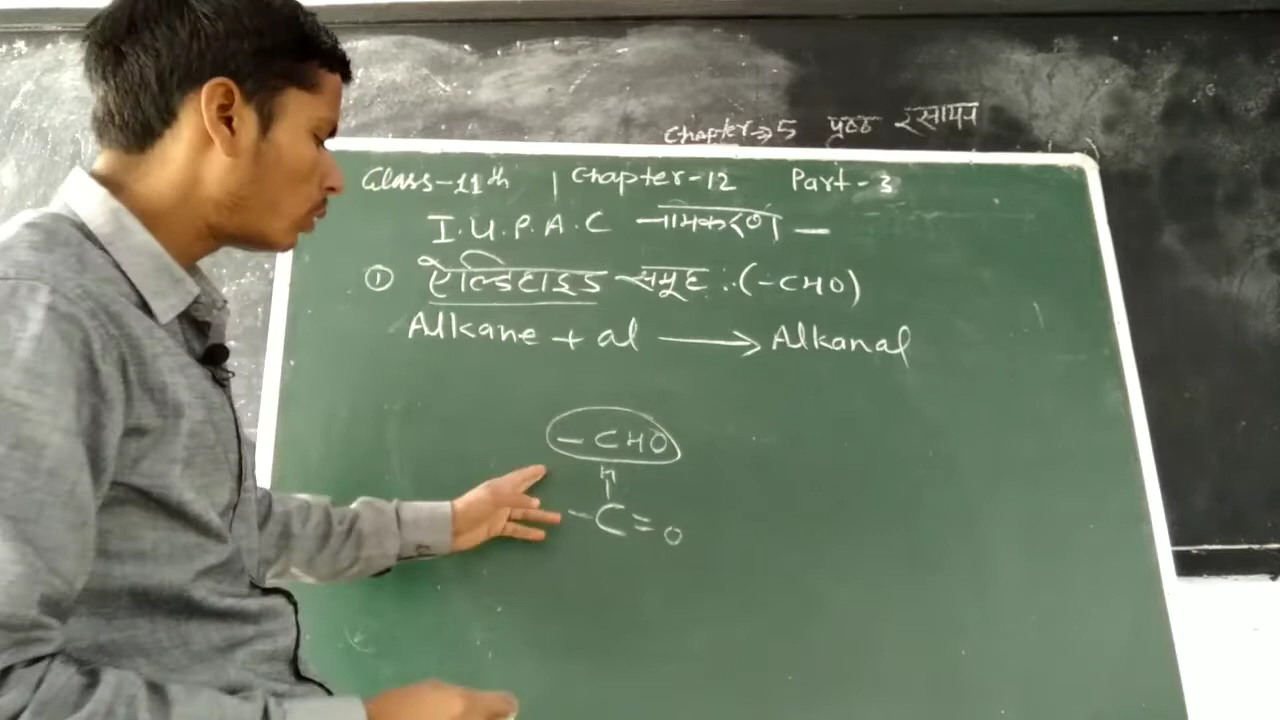 Chapter⇒5 पृष्ठ रसायन
Class-11th | Chapter-12 Part-3
I.U.P.A.C नामकरण —
① एल्डिहाइड समूह :(-CHO)
Alkane + al ⟶ Alkanal
- CHO
H
-C=O